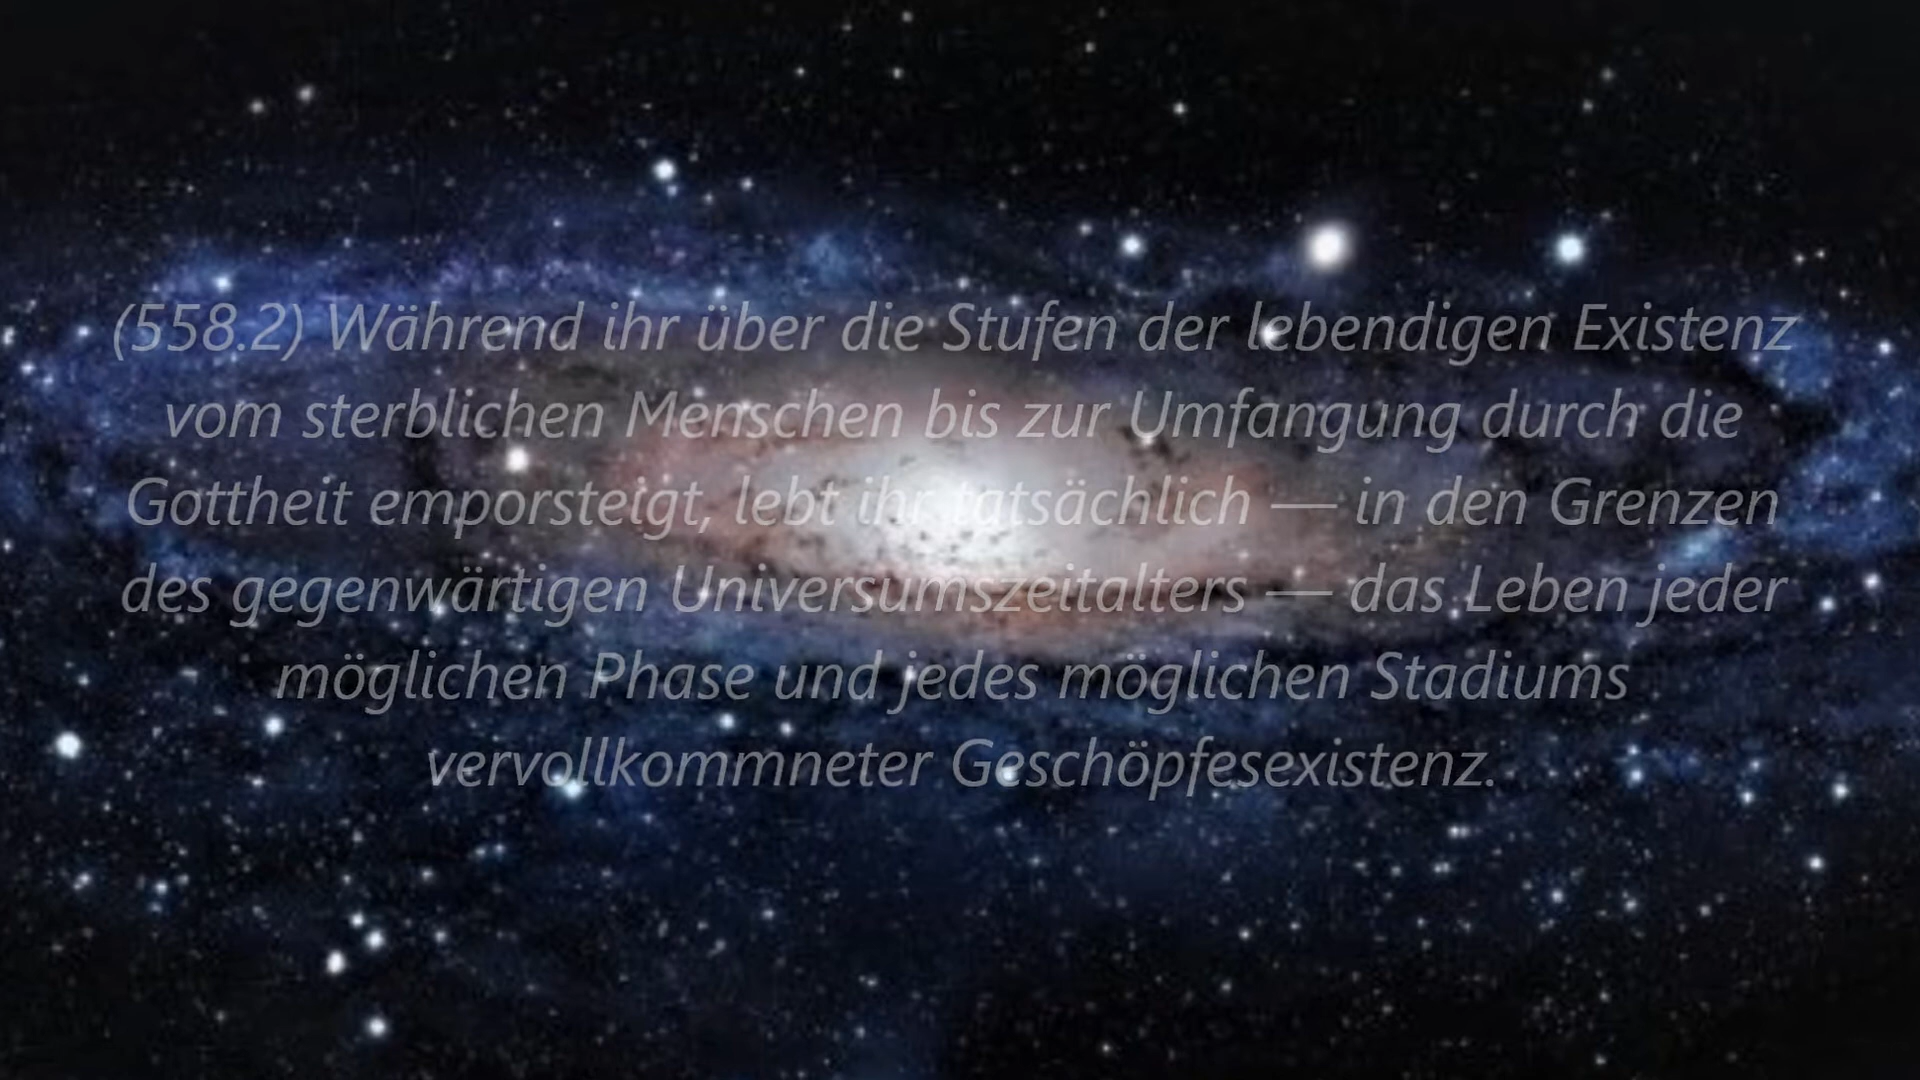 (558.2) Während ihr über die Stufen der lebendigen Existenz
vom sterblichen Menschen bis zur Umfangung durch die
Gottheit emporsteigt, lebt ihr tatsächlich — in den Grenzen
des gegenwärtigen Universumszeitalters — das Leben jeder
möglichen Phase und jedes möglichen Stadiums
vervollkommneter Geschöpfesexistenz.